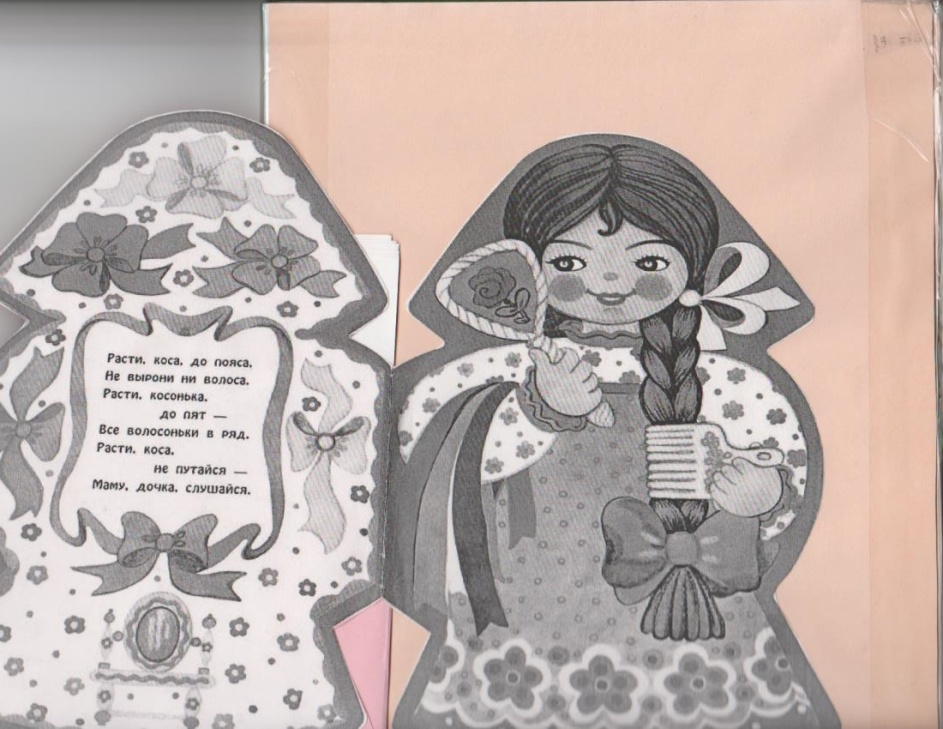 Расти, коса, до пояса,
Не вырони ни волоса.
Расти, косонька,
до пят —
Все волосоньки в ряд.
Расти, коса,
не путайся —
Маму, дочка, слушайся.